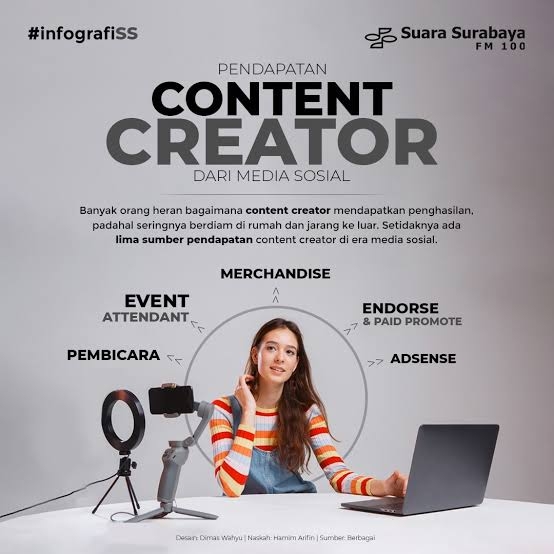 #infografiSS
Suara Surabaya
FM 100
PENDAPATAN
CONTENT
CREATOR
DARI MEDIA SOSIAL
Banyak orang heran bagaimana content creator mendapatkan penghasilan,
padahal seringnya berdiam di rumah dan jarang ke luar. Setidaknya ada
lima sumber pendapatan content creator di era media sosial.
MERCHANDISE
EVENT
ATTENDANT
ENDORSE
& PAID PROMOTE
PEMBICARA
ADSENSE
Desain: Dimas Wahyu | Naskah: Hamim Arifin | Sumber: Berbagai